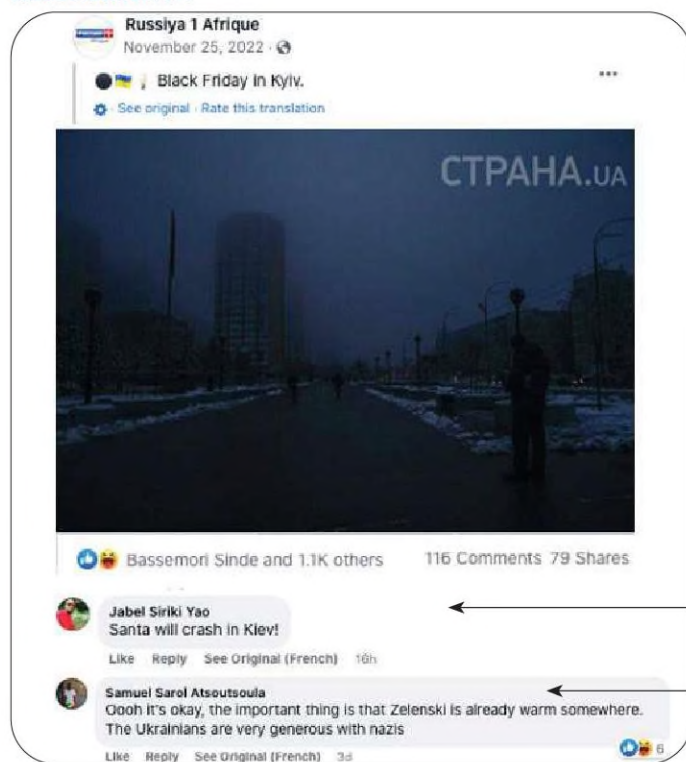 Russiya 1 Afrique
November 25, 2022
Black Friday in Kyiv.
See original · Rate this translation
СТРАНА.UA
Bassemori Sinde and 1.1K others 116 Comments 79 Shares
Jabel Siriki Yao
Santa will crash in Kiev!
Like Reply See Original (French) 16h
Samuel Sarol Atsoutsoula
Oooh it's okay, the important thing is that Zelenski is already warm somewhere.
The Ukrainians are very generous with nazis
6
Like Reply See Original (French) 3d